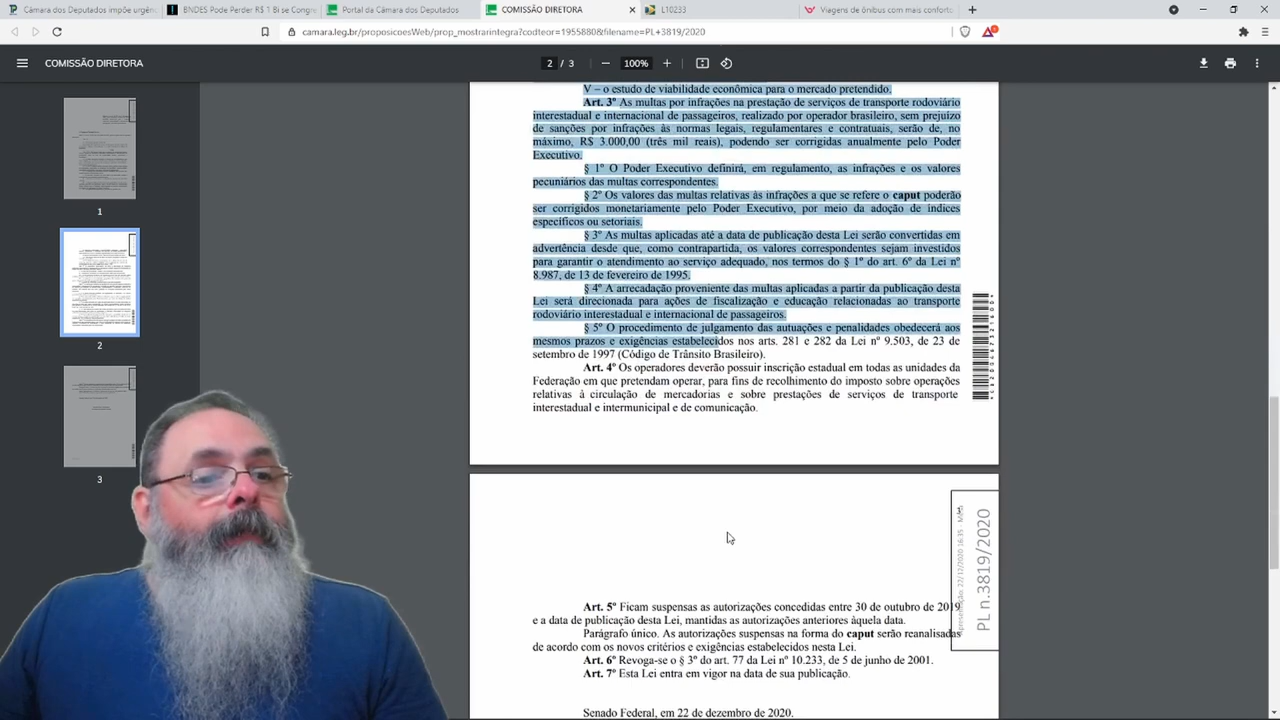 Câmara dos Deputados impõe urgên
BNDES Pode Perder R$ 1 Bi se Cong
Portal da Câmara dos Deputados
COMISSÃO DIRETORA
L10233
Viagens de ônibus com mais confort
camara.leg.br/proposicoesWeb/prop_mostrarintegra?codteor=1955880&filename=PL+3819/2020
COMISSÃO DIRETORA
2 / 3
100%
V – o estudo de viabilidade econômica para o mercado pretendido.
Art. 3º As multas por infrações na prestação de serviços de transporte rodoviário
interestadual e internacional de passageiros, realizado por operador brasileiro, sem prejuízo
de sanções por infrações às normas legais, regulamentares e contratuais, serão de, no
máximo, R$ 3.000,00 (três mil reais), podendo ser corrigidas anualmente pelo Poder
Executivo.
§ 1º O Poder Executivo definirá, em regulamento, as infrações e os valores
pecuniários das multas correspondentes.
§ 2º Os valores das multas relativas às infrações a que se refere o caput poderão
ser corrigidos monetariamente pelo Poder Executivo, por meio da adoção de índices
específicos ou setoriais.
§ 3º As multas aplicadas até a data de publicação desta Lei serão convertidas em
advertência desde que, como contrapartida, os valores correspondentes sejam investidos
para garantir o atendimento ao serviço adequado, nos termos do § 1º do art. 6º da Lei nº
8.987, de 13 de fevereiro de 1995.
§ 4º A arrecadação proveniente das multas aplicadas a partir da publicação desta
Lei será direcionada para ações de fiscalização e educação relacionadas ao transporte
rodoviário interestadual e internacional de passageiros.
§ 5º O procedimento de julgamento das autuações e penalidades obedecerá aos
mesmos prazos e exigências estabelecidos nos arts. 281 e 282 da Lei nº 9.503, de 23 de
setembro de 1997 (Código de Trânsito Brasileiro).
Art. 4º Os operadores deverão possuir inscrição estadual em todas as unidades da
Federação em que pretendam operar, para fins de recolhimento do imposto sobre operações
relativas à circulação de mercadorias e sobre prestações de serviços de transporte
interestadual e intermunicipal e de comunicação.
1
2
3
3
PL n.3819/2020
Art. 5º Ficam suspensas as autorizações concedidas entre 30 de outubro de 2019
e a data de publicação desta Lei, mantidas as autorizações anteriores àquela data.
Parágrafo único. As autorizações suspensas na forma do caput serão reanalisadas
de acordo com os novos critérios e exigências estabelecidos nesta Lei.
Art. 6º Revoga-se o § 3º do art. 77 da Lei nº 10.233, de 5 de junho de 2001.
Art. 7º Esta Lei entra em vigor na data de sua publicação.
Senado Federal, em 22 de dezembro de 2020.